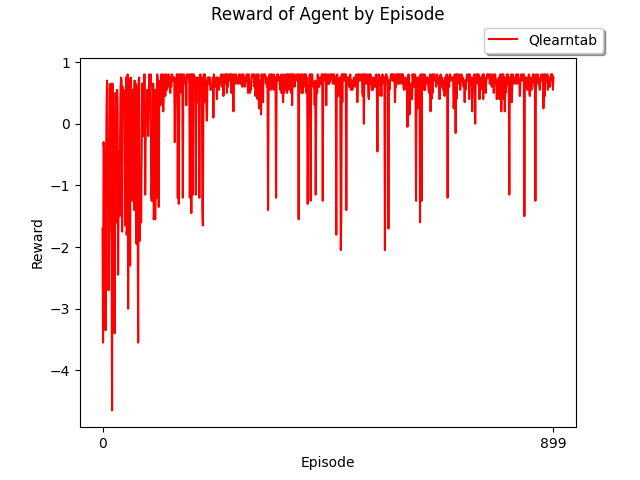 Reward of Agent by Episode
Qlearntab
1
0
−1
−2
−3
−4
Reward
0
899
Episode